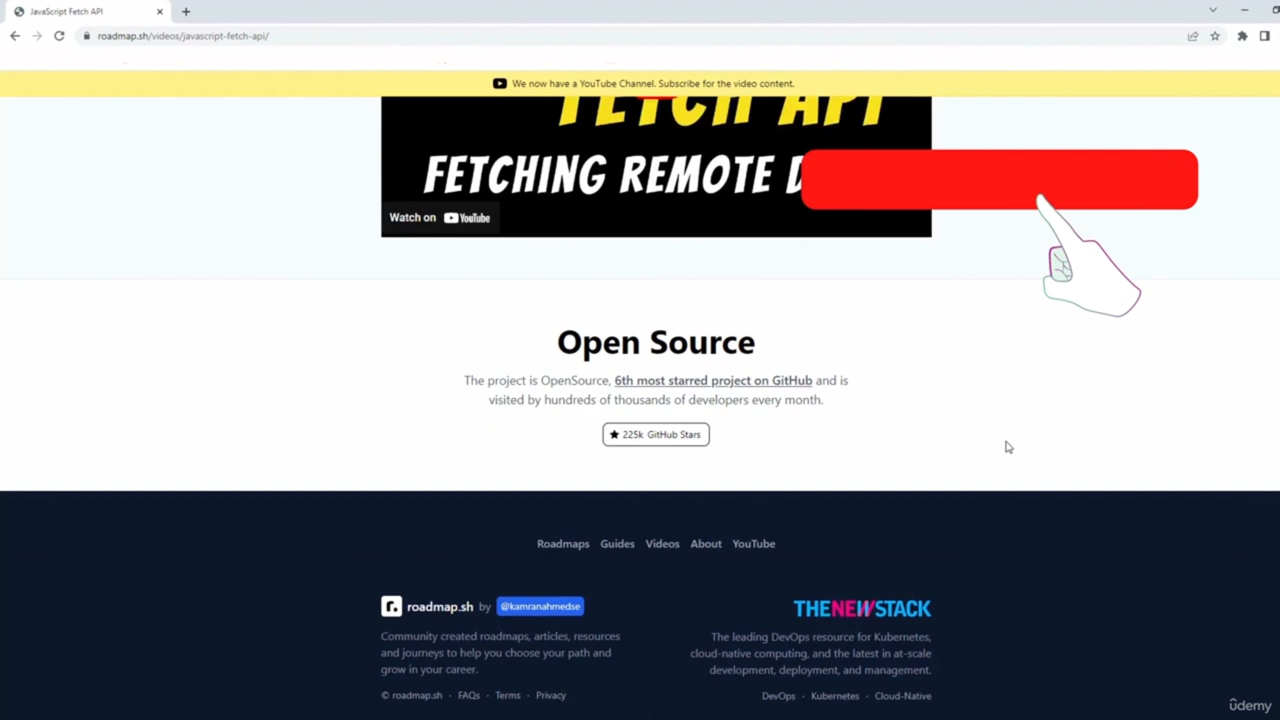 JavaScript Fetch API
roadmap.sh/videos/javascript-fetch-api/
We now have a YouTube Channel. Subscribe for the video content.
FETCH API
FETCHING REMOTE D
Watch on YouTube
Open Source
The project is OpenSource, 6th most starred project on GitHub and is
visited by hundreds of thousands of developers every month.
★ 225k GitHub Stars
Roadmaps Guides Videos About YouTube
roadmap.sh by @kamranahmedse
Community created roadmaps, articles, resources
and journeys to help you choose your path and
grow in your career.
© roadmap.sh · FAQs · Terms · Privacy
THENEWSTACK
The leading DevOps resource for Kubernetes,
cloud-native computing, and the latest in at-scale
development, deployment, and management.
DevOps · Kubernetes · Cloud-Native
ûdemy